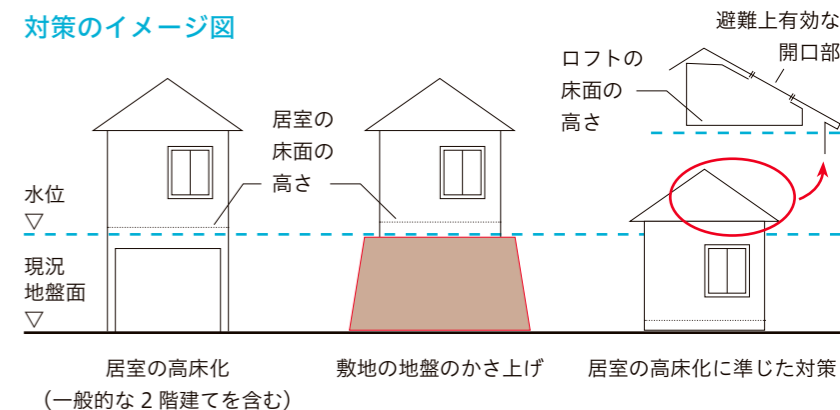 対策のイメージ図
避難上有効な
開口部
ロフトの
床面の
高さ
居室の
床面の
高さ
水位
▽
現況
地盤面
▽
居室の高床化
（一般的な2階建てを含む）
敷地の地盤のかさ上げ
居室の高床化に準じた対策